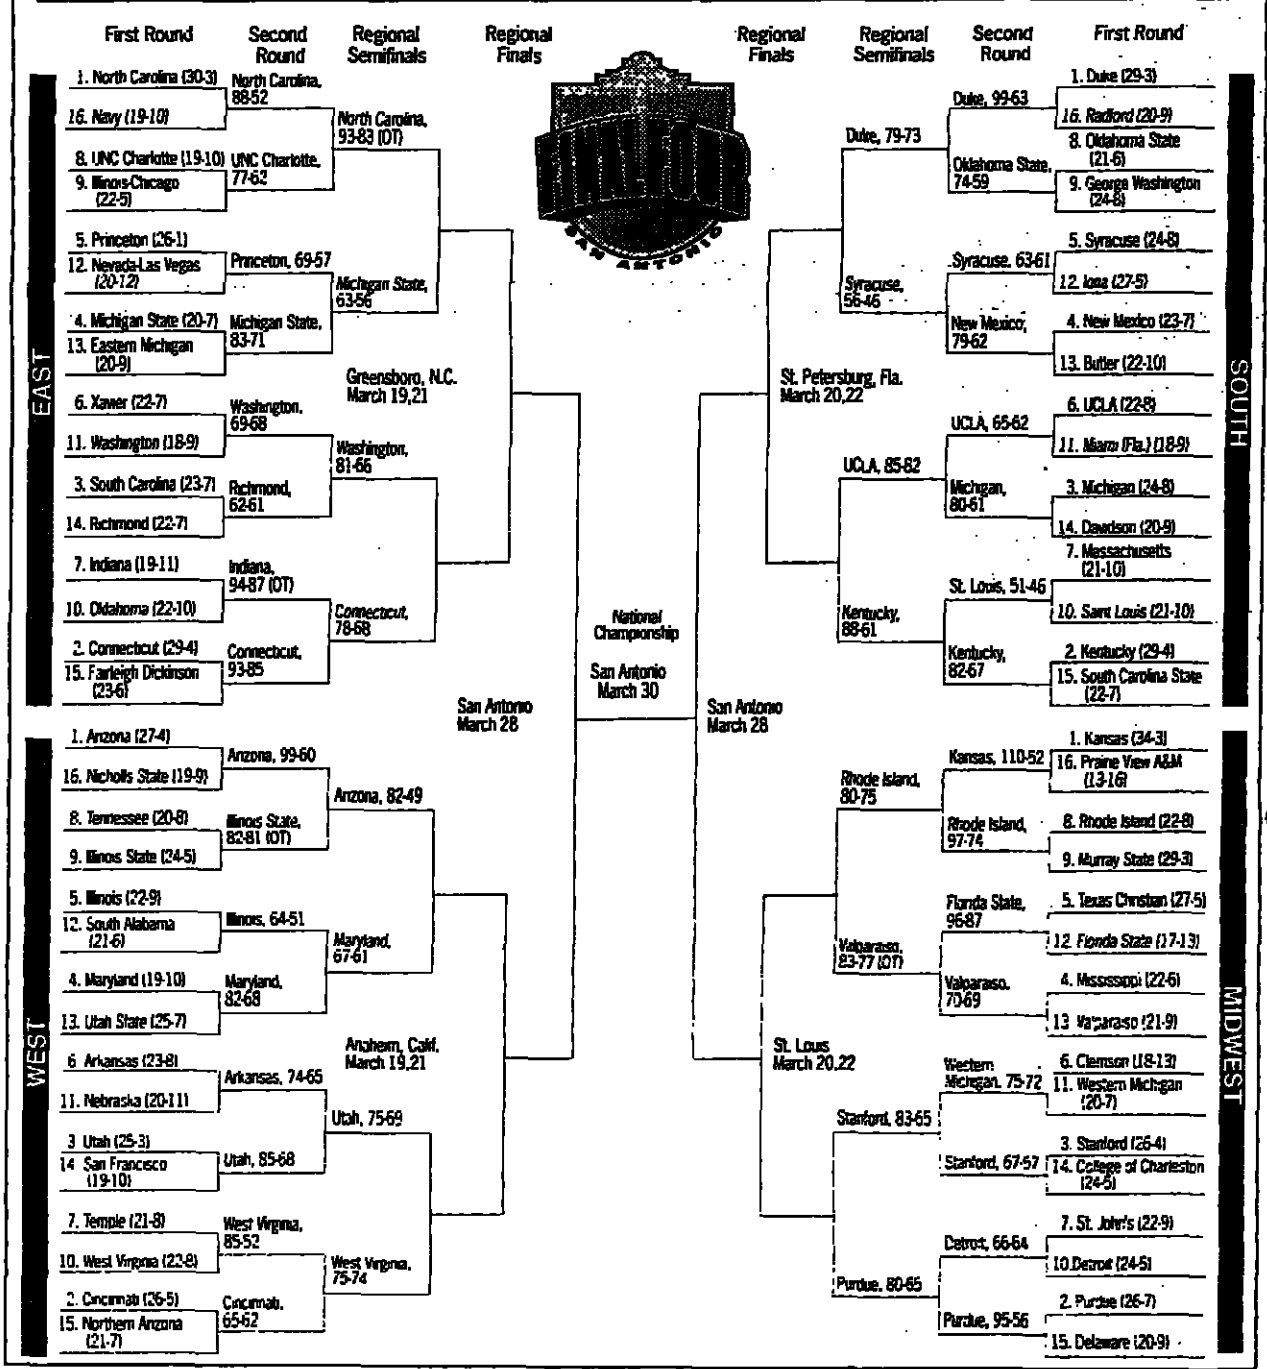 First Round
Second
Round
Regional
Semifinals
Regional
Finals
Regional
Finals
Regional
Semifinals
Second
Round
First Round
SAN ANTONIO
EAST
1. North Carolina (30-3)
16. Navy (19-10)
8. UNC Charlotte (19-10)
9. Illinois-Chicago
(22-5)
5. Princeton (26-1)
12. Nevada-Las Vegas
(20-12)
4. Michigan State (20-7)
13. Eastern Michigan
(20-9)
6. Xavier (22-7)
11. Washington (18-9)
3. South Carolina (23-7)
14. Richmond (22-7)
7. Indiana (19-11)
10. Oklahoma (22-10)
2. Connecticut (29-4)
15. Fairleigh Dickinson
(23-6)
North Carolina,
88-52
UNC Charlotte,
77-62
Princeton, 69-57
Michigan State,
83-71
Washington,
69-68
Richmond,
62-61
Indiana,
94-87 (OT)
Connecticut,
93-85
North Carolina,
93-83 (OT)
Michigan State,
63-56
Greensboro, N.C.
March 19,21
Washington,
81-66
Connecticut,
78-68
WEST
1. Arizona (27-4)
16. Nicholls State (19-9)
8. Tennessee (20-8)
9. Illinois State (24-5)
5. Illinois (22-9)
12. South Alabama
(21-6)
4. Maryland (19-10)
13. Utah State (25-7)
6 Arkansas (23-8)
11. Nebraska (20-11)
3 Utah (25-3)
14 San Francisco
(19-10)
7. Temple (21-8)
10. West Virginia (22-8)
2. Cincinnati (26-5)
15. Northern Arizona
(21-7)
Arizona, 99-60
Illinois State,
82-81 (OT)
Illinois, 64-51
Maryland,
82-68
Arkansas, 74-65
Utah, 85-68
West Virginia,
85-52
Cincinnati,
65-62
Arizona, 82-49
Maryland,
67-61
Anaheim, Calif.
March 19,21
Utah, 75-69
West Virginia,
75-74
San Antonio
March 28
National
Championship
San Antonio
March 30
San Antonio
March 28
SOUTH
Duke, 79-73
Syracuse,
56-46
St. Petersburg, Fla.
March 20,22
UCLA, 85-82
Kentucky,
88-61
Duke, 99-63
Oklahoma State,
74-59
Syracuse, 63-61
New Mexico,
79-62
UCLA, 65-62
Michigan,
80-61
St. Louis, 51-46
Kentucky,
82-67
1. Duke (29-3)
16. Radford (20-9)
8. Oklahoma State
(21-6)
9. George Washington
(24-8)
5. Syracuse (24-8)
12. Iona (27-5)
4. New Mexico (23-7)
13. Butler (22-10)
6. UCLA (22-8)
11. Miami (Fla.) (18-9)
3. Michigan (24-8)
14. Davidson (20-9)
7. Massachusetts
(21-10)
10. Saint Louis (21-10)
2. Kentucky (29-4)
15. South Carolina State
(22-7)
MIDWEST
Rhode Island,
80-75
Valparaiso,
83-77 (OT)
St. Louis
March 20,22
Stanford, 83-65
Purdue, 80-65
Kansas, 110-52
Rhode Island,
97-74
Florida State,
96-87
Valparaiso,
70-69
Western
Michigan, 75-72
Stanford, 67-57
Detroit, 66-64
Purdue, 95-56
1. Kansas (34-3)
16. Prairie View A&M
(13-16)
8. Rhode Island (22-8)
9. Murray State (29-3)
5. Texas Christian (27-5)
12. Florida State (17-13)
4. Mississippi (22-6)
13 Valparaiso (21-9)
6. Clemson (18-13)
11. Western Michigan
(20-7)
3. Stanford (26-4)
14. College of Charleston
(24-5)
7. St. John's (22-9)
10.Detroit (24-5)
2. Purdue (26-7)
15. Delaware (20-9)